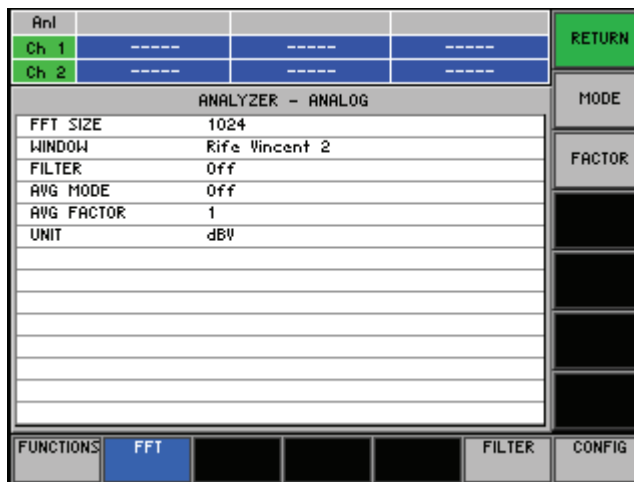 Anl
Ch 1 ----- ----- -----
Ch 2 ----- ----- -----
ANALYZER - ANALOG
FFT SIZE 1024
WINDOW Rife Vincent 2
FILTER Off
AVG MODE Off
AVG FACTOR 1
UNIT dBV
RETURN
MODE
FACTOR
FUNCTIONS FFT FILTER CONFIG